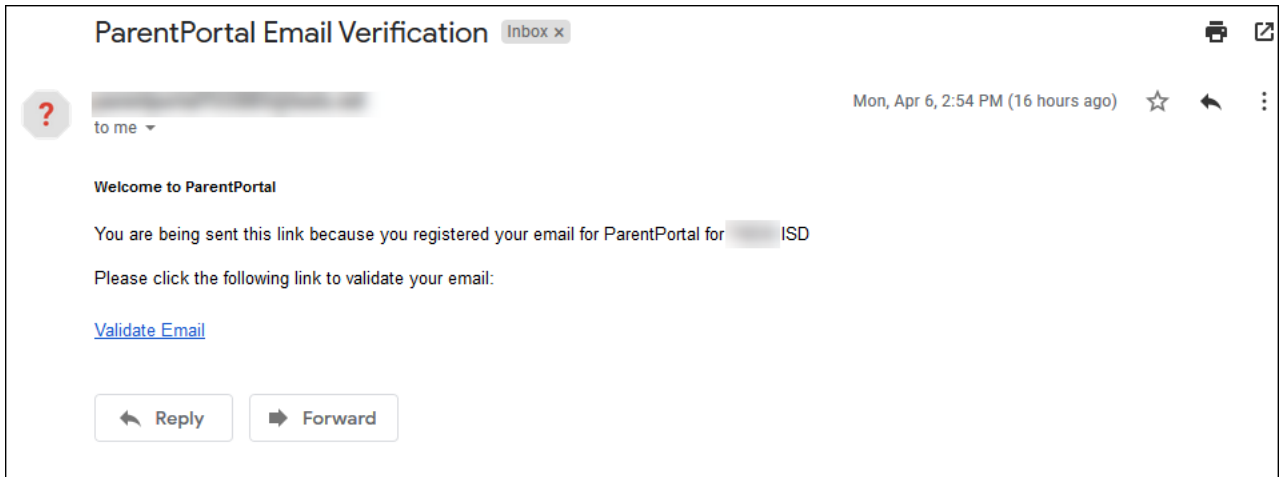 ParentPortal Email Verification Inbox x
?
Mon, Apr 6, 2:54 PM (16 hours ago)
to me
Welcome to ParentPortal
You are being sent this link because you registered your email for ParentPortal for ISD
Please click the following link to validate your email:
Validate Email
Reply Forward